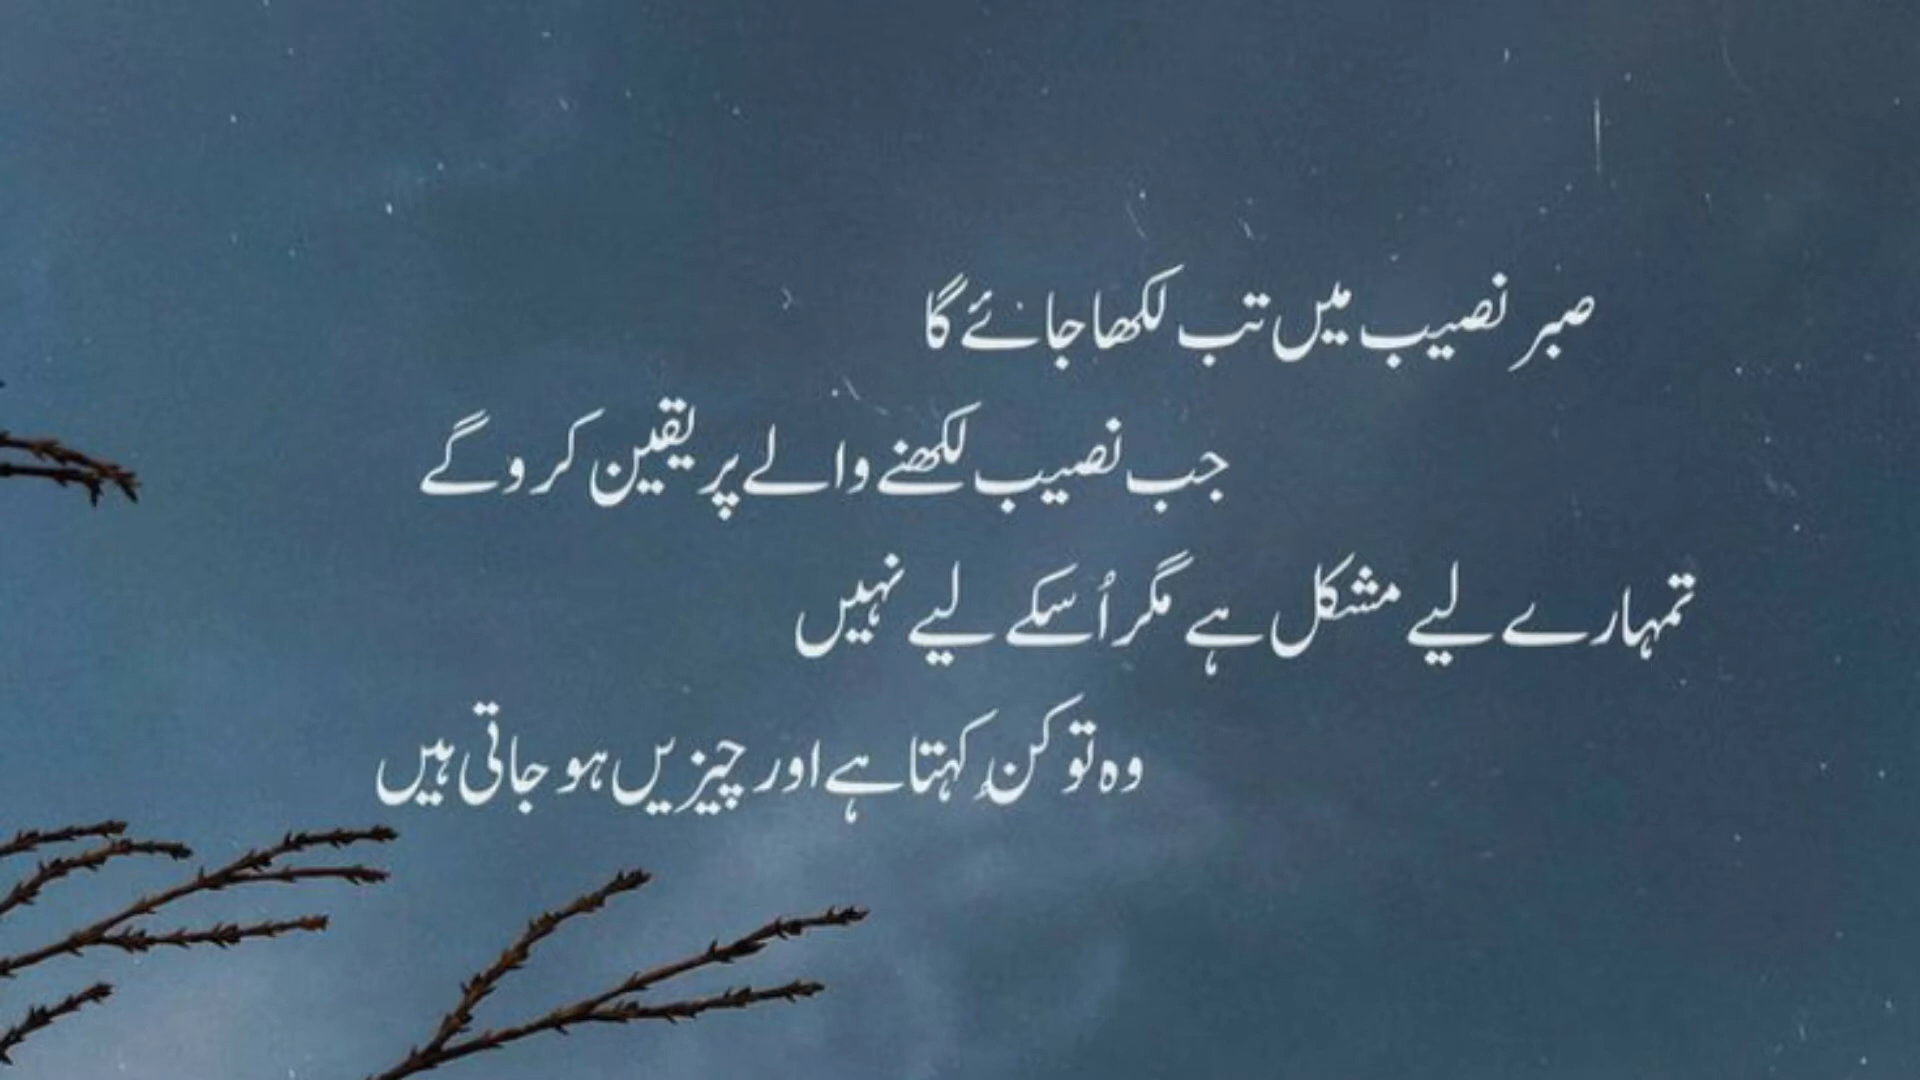 صبر نصیب میں تب لکھا جائے گا
جب نصیب لکھنے والے پر یقین کرو گے
تمہارے لیے مشکل ہے مگر اُسکے لیے نہیں
وہ تو کُن کہتا ہے اور چیزیں ہو جاتی ہیں